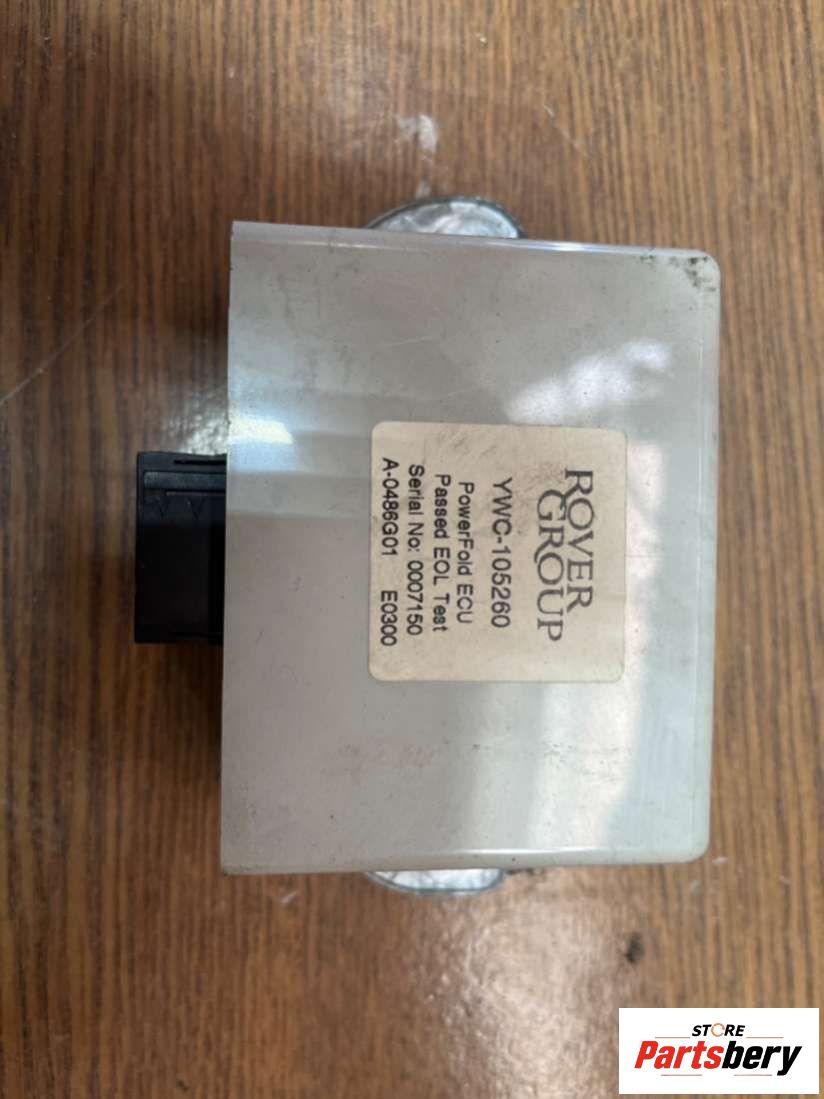 ROVER
GROUP
YWC-105260
PowerFold ECU
Passed EOL Test
Serial No: 0007150
A-0486G01 E0300
STORE
Partsbery